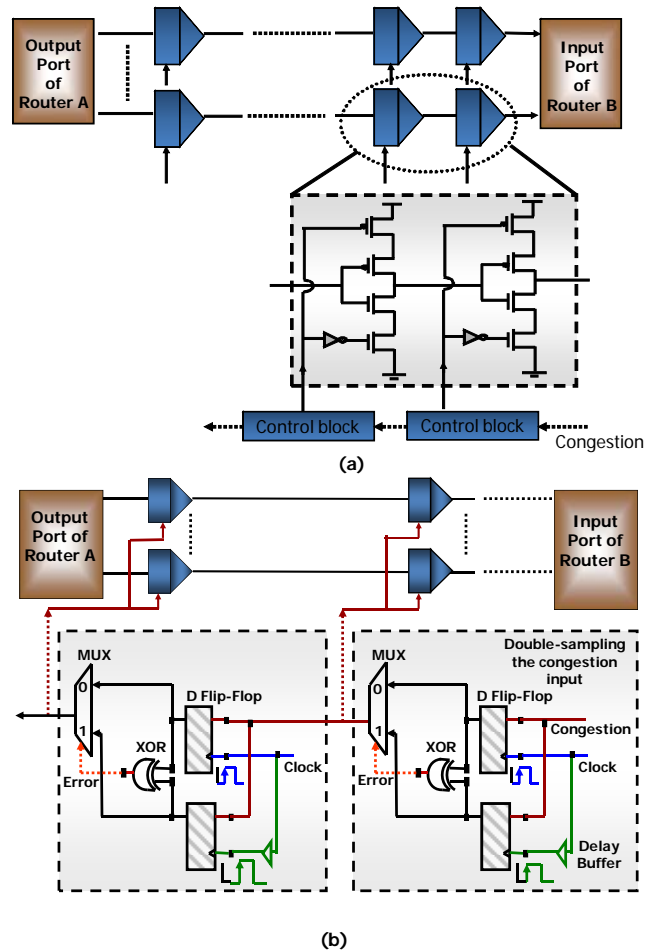 Output
Port
of
Router A
Input
Port
of
Router B
Control block
Control block
Congestion
(a)
Output
Port of
Router A
Input
Port of
Router B
MUX
0
1
D Flip-Flop
XOR
Error
Clock
Double-sampling
the congestion
input
MUX
0
1
D Flip-Flop
XOR
Error
Congestion
Clock
Delay
Buffer
(b)